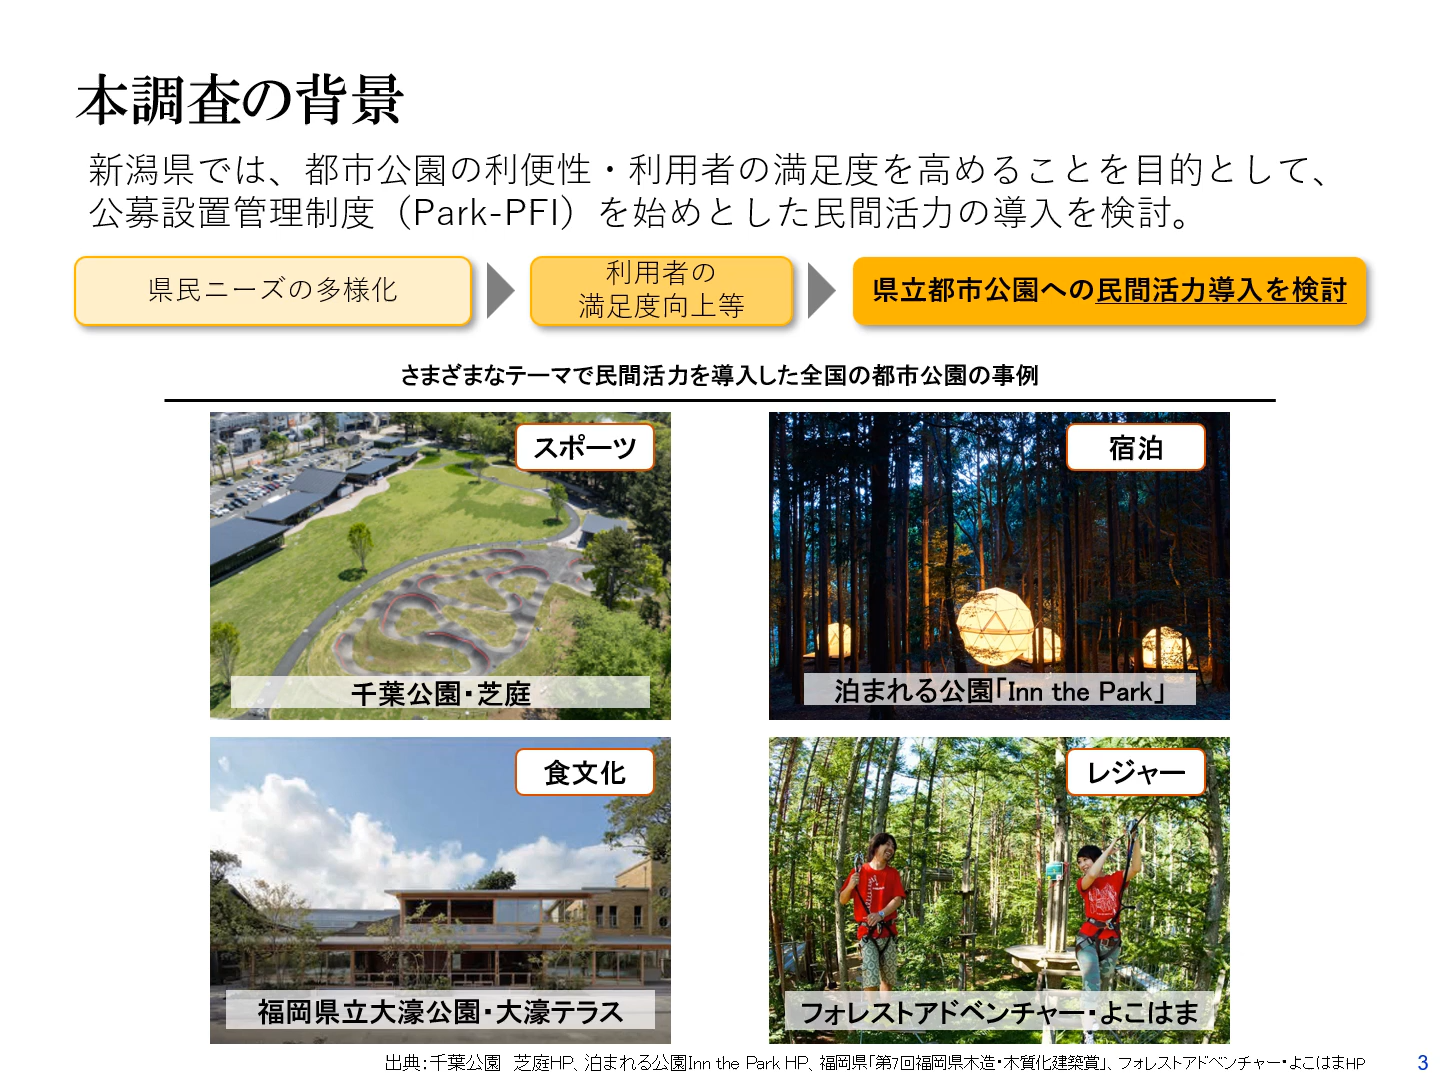 本調査の背景
新潟県では、都市公園の利便性・利用者の満足度を高めることを目的として、
公募設置管理制度（Park-PFI）を始めとした民間活力の導入を検討。
県民ニーズの多様化
利用者の
満足度向上等
県立都市公園への民間活力導入を検討
さまざまなテーマで民間活力を導入した全国の都市公園の事例
スポーツ
千葉公園・芝庭
宿泊
泊まれる公園「Inn the Park」
食文化
福岡県立大濠公園・大濠テラス
レジャー
フォレストアドベンチャー・よこはま
出典：千葉公園　芝庭HP、泊まれる公園Inn the Park HP、福岡県「第7回福岡県木造・木質化建築賞」、フォレストアドベンチャー・よこはまHP
3